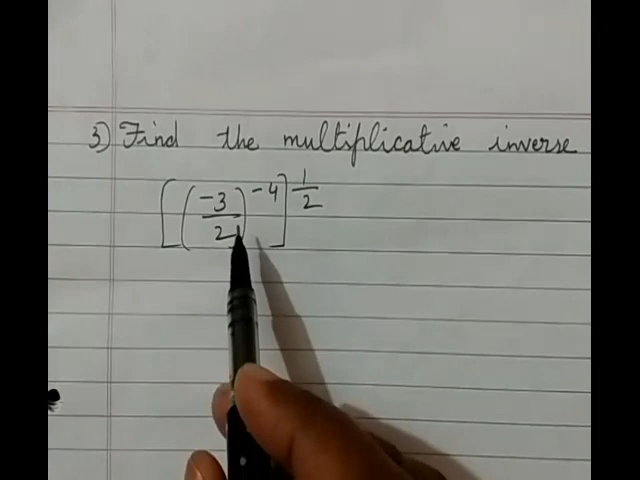 3) Find the multiplicative inverse
[(-3/2)^-4]^1/2